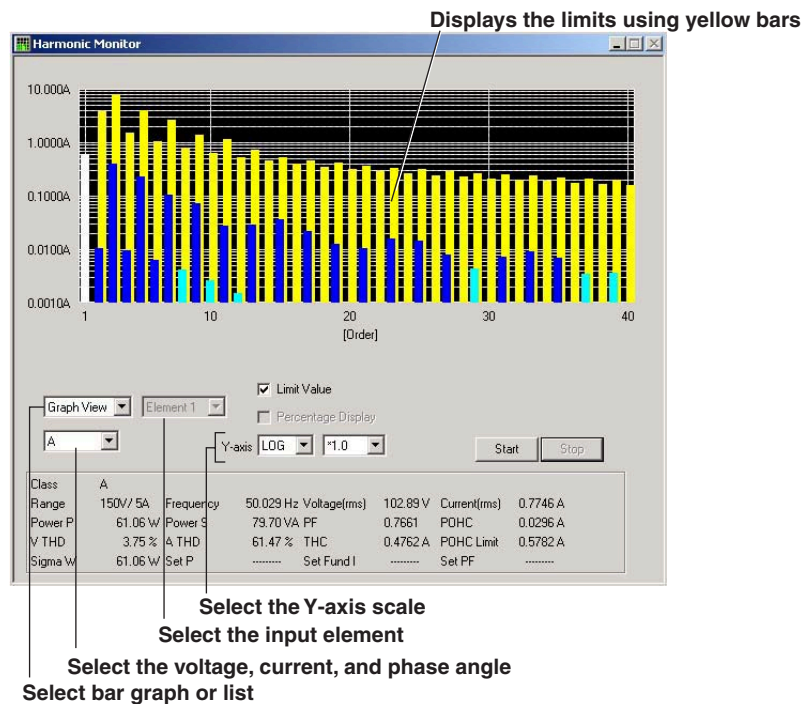 Displays the limits using yellow bars
Harmonic Monitor
10.000A
1.0000A
0.1000A
0.0100A
0.0010A
1 10 20 30 40
[Order]
Limit Value
Graph View Element 1
Percentage Display
A Y-axis LOG *1.0 Start Stop
Class A
Range 150V/ 5A Frequency 50.029 Hz Voltage(rms) 102.89 V Current(rms) 0.7746 A
Power P 61.06 W Power S 79.70 VA PF 0.7661 POHC 0.0296 A
V THD 3.75 % A THD 61.47 % THC 0.4762 A POHC Limit 0.5782 A
Sigma W 61.06 W Set P --------- Set Fund I --------- Set PF ---------
Select the Y-axis scale
Select the input element
Select the voltage, current, and phase angle
Select bar graph or list